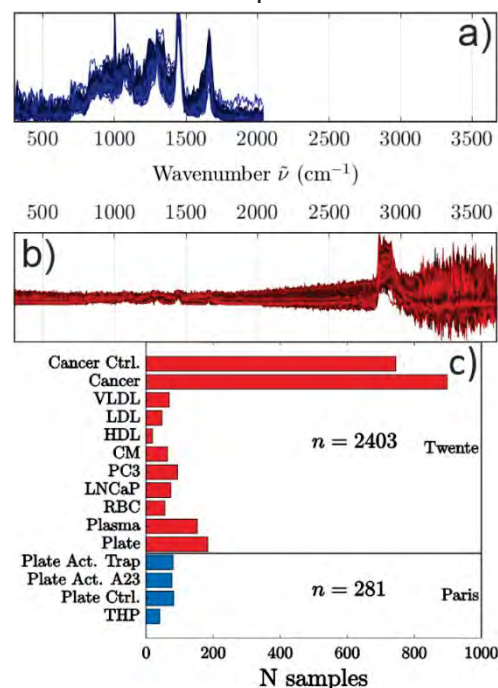 a)
500 1000 1500 2000 2500 3000 3500
Wavenumber ṽ (cm⁻¹)
500 1000 1500 2000 2500 3000 3500
b)
c)
Cancer Ctrl.
Cancer
VLDL
LDL
HDL
CM
PC3
LNCaP
RBC
Plasma
Plate
n = 2403
Twente
Plate Act. Trap
Plate Act. A23
Plate Ctrl.
THP
n = 281
Paris
0 200 400 600 800 1000
N samples